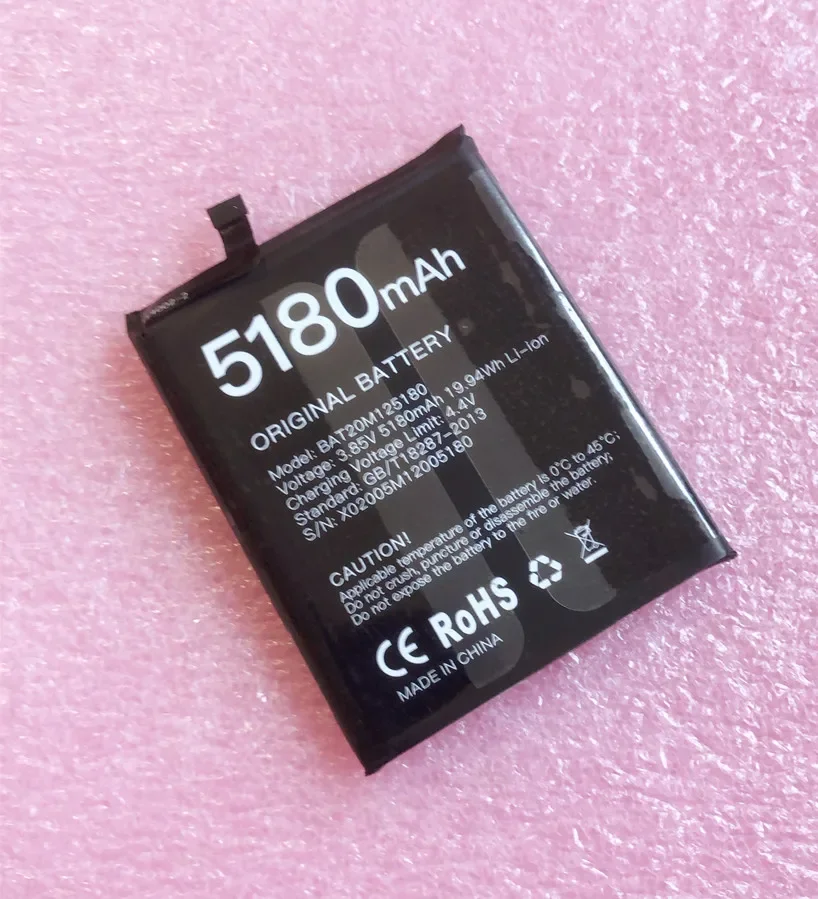 5180mAh
ORIGINAL BATTERY
Model: BAT20M125180
Voltage: 3.85V 5180mAh 19.94Wh Li-ion
Charging Voltage Limit: 4.4V
Standard: GB/T18287-2013
S/N: X02005M12005180
CAUTION!
Applicable temperature of the battery is 0°C to 45°C;
Do not crush, puncture or disassemble the battery;
Do not expose the battery to the fire or water.
CE RoHS
MADE IN CHINA